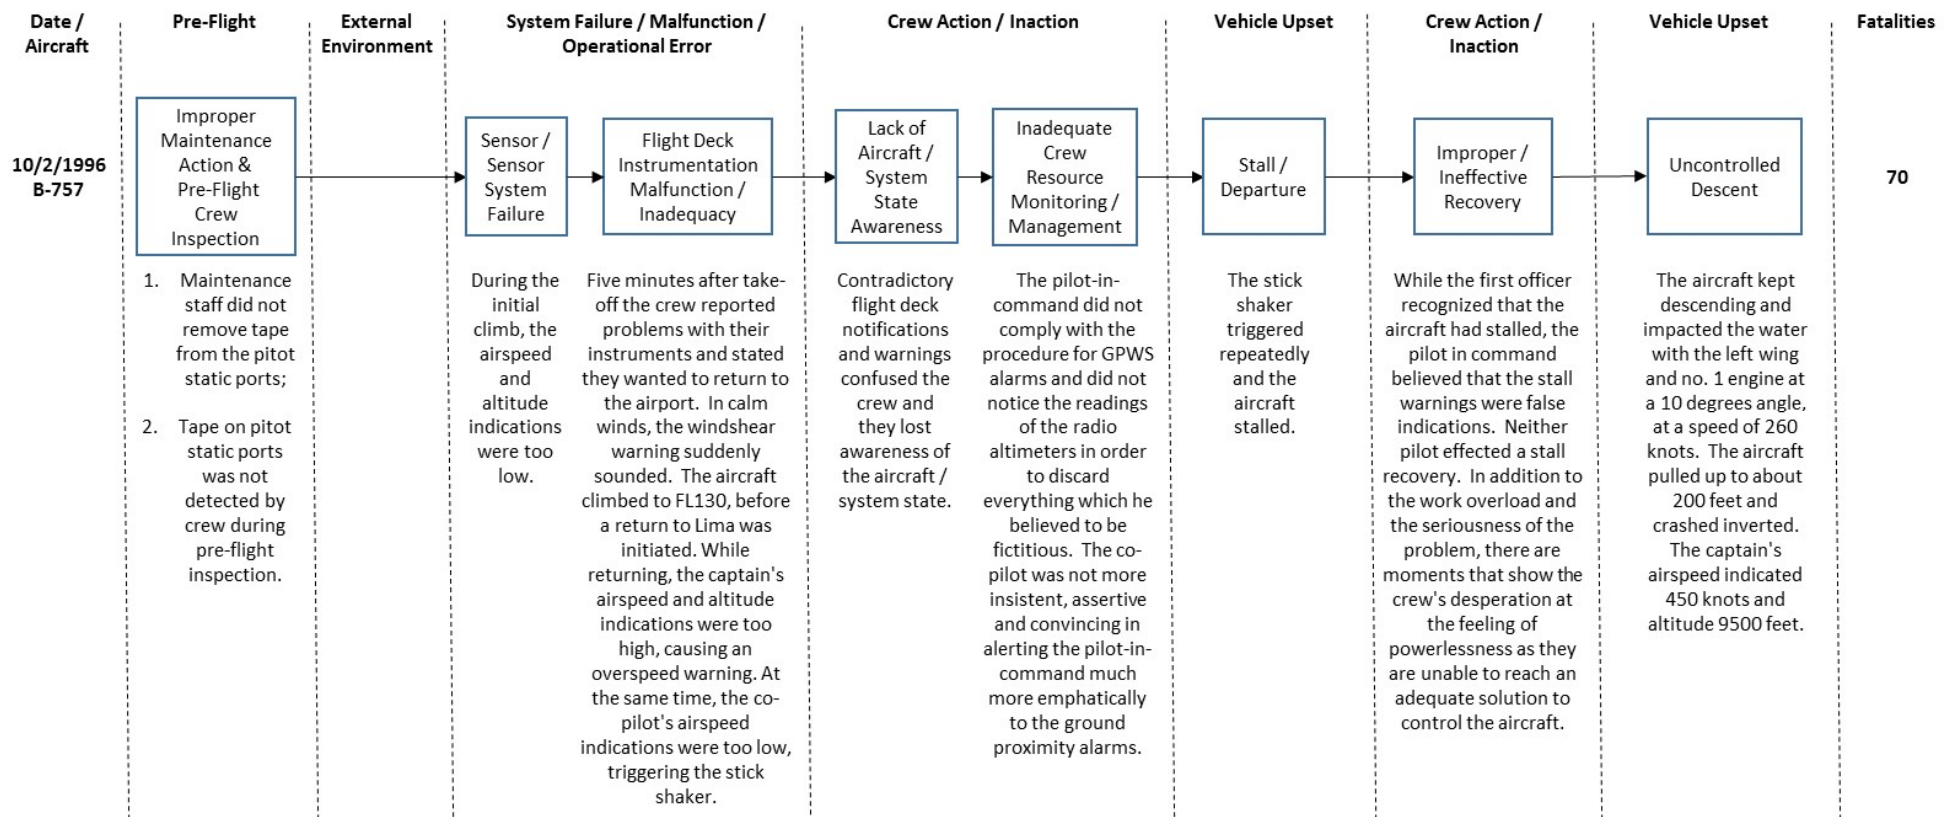 Date /
Aircraft
Pre-Flight
External
Environment
System Failure / Malfunction /
Operational Error
Crew Action / Inaction
Vehicle Upset
Crew Action /
Inaction
Vehicle Upset
Fatalities
10/2/1996
B-757
Improper
Maintenance
Action &
Pre-Flight
Crew
Inspection
Sensor /
Sensor
System
Failure
Flight Deck
Instrumentation
Malfunction /
Inadequacy
Lack of
Aircraft /
System
State
Awareness
Inadequate
Crew
Resource
Monitoring /
Management
Stall /
Departure
Improper /
Ineffective
Recovery
Uncontrolled
Descent
70
1. Maintenance
staff did not
remove tape
from the pitot
static ports;
2. Tape on pitot
static ports
was not
detected by
crew during
pre-flight
inspection.
During the
initial
climb, the
airspeed
and
altitude
indications
were too
low.
Five minutes after take-
off the crew reported
problems with their
instruments and stated
they wanted to return to
the airport. In calm
winds, the windshear
warning suddenly
sounded. The aircraft
climbed to FL130, before
a return to Lima was
initiated. While
returning, the captain's
airspeed and altitude
indications were too
high, causing an
overspeed warning. At
the same time, the co-
pilot's airspeed
indications were too low,
triggering the stick
shaker.
Contradictory
flight deck
notifications
and warnings
confused the
crew and
they lost
awareness of
the aircraft /
system state.
The pilot-in-
command did not
comply with the
procedure for GPWS
alarms and did not
notice the readings
of the radio
altimeters in order
to discard
everything which he
believed to be
fictitious. The co-
pilot was not more
insistent, assertive
and convincing in
alerting the pilot-in-
command much
more emphatically
to the ground
proximity alarms.
The stick
shaker
triggered
repeatedly
and the
aircraft
stalled.
While the first officer
recognized that the
aircraft had stalled, the
pilot in command
believed that the stall
warnings were false
indications. Neither
pilot effected a stall
recovery. In addition to
the work overload and
the seriousness of the
problem, there are
moments that show the
crew's desperation at
the feeling of
powerlessness as they
are unable to reach an
adequate solution to
control the aircraft.
The aircraft kept
descending and
impacted the water
with the left wing
and no. 1 engine at
a 10 degrees angle,
at a speed of 260
knots. The aircraft
pulled up to about
200 feet and
crashed inverted.
The captain's
airspeed indicated
450 knots and
altitude 9500 feet.